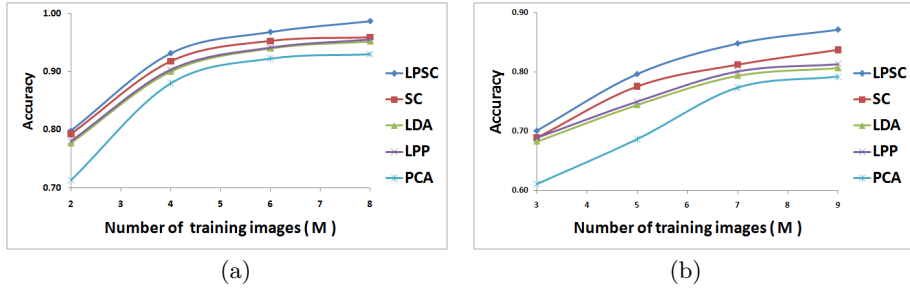 1.00
0.90
0.80
0.70
Accuracy
2 3 4 5 6 7 8
Number of training images ( M )
LPSC
SC
LDA
LPP
PCA
(a)
0.90
0.80
0.70
0.60
Accuracy
3 4 5 6 7 8 9
Number of training images ( M )
LPSC
SC
LDA
LPP
PCA
(b)